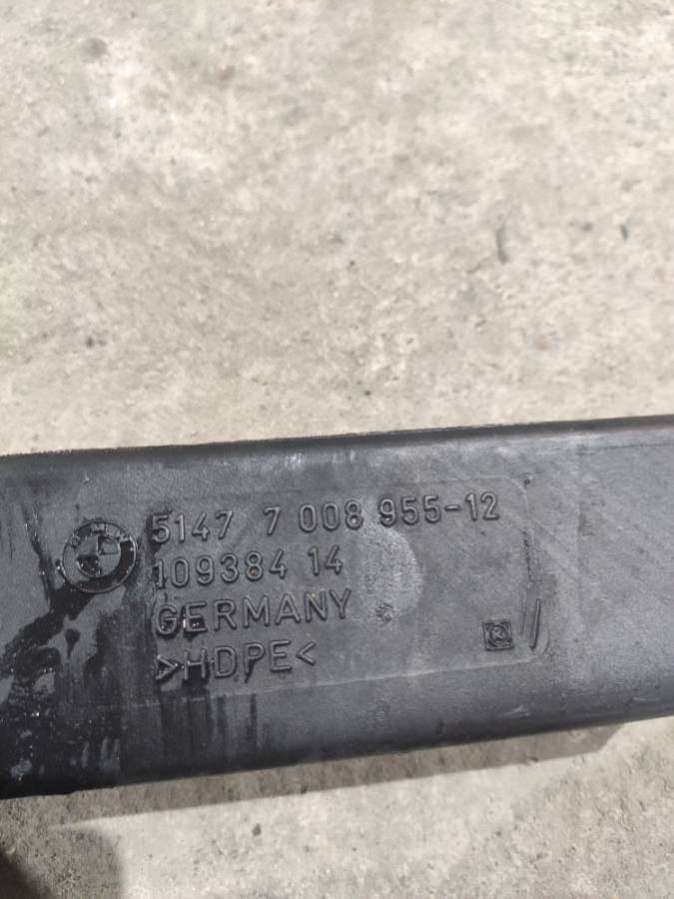 5147 7 008 955-12
109384 14
GERMANY
>HDPE<